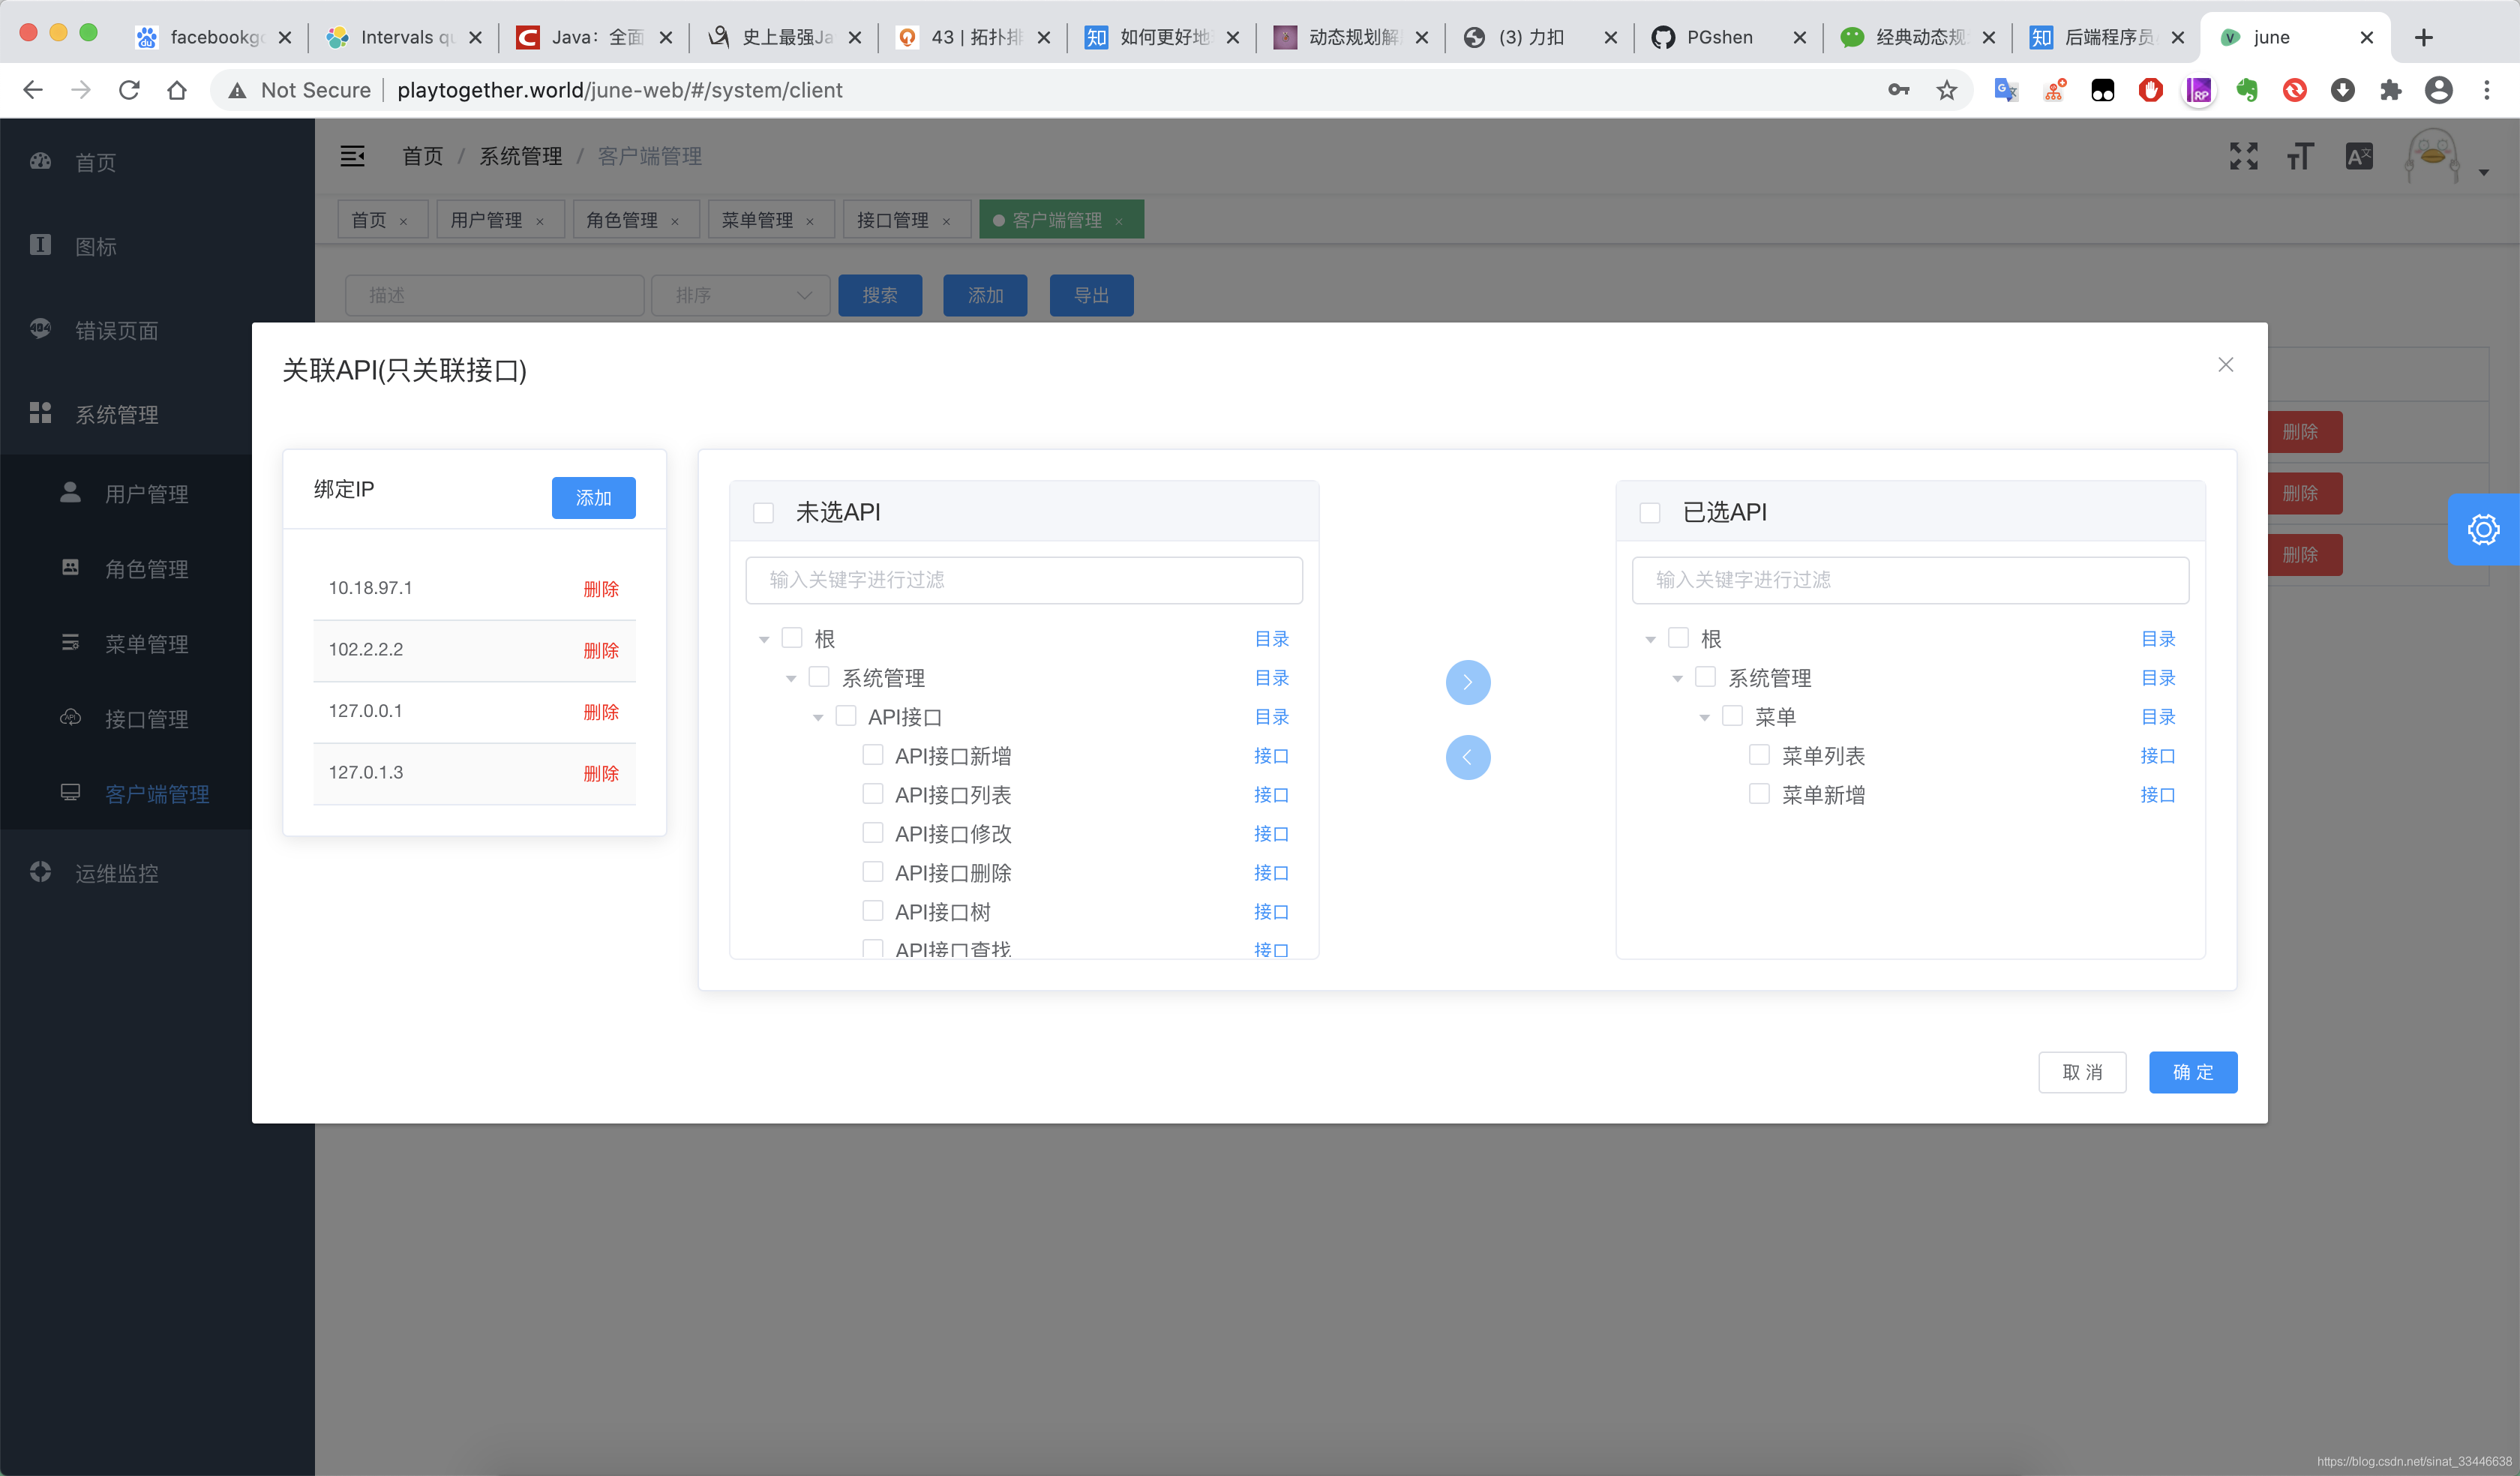 facebookg
Intervals qu
Java：全面
史上最强Ja
43 | 拓扑排
知 如何更好地
动态规划解
(3) 力扣
PGshen
经典动态规
知 后端程序员
june
Not Secure playtogether.world/june-web/#/system/client
首页
图标
错误页面
系统管理
用户管理
角色管理
菜单管理
接口管理
客户端管理
运维监控
首页 / 系统管理 / 客户端管理
首页 × 用户管理 × 角色管理 × 菜单管理 × 接口管理 × 客户端管理 ×
描述 排序 搜索 添加 导出
删除
删除
删除
关联API(只关联接口)
绑定IP 添加
10.18.97.1 删除
102.2.2.2 删除
127.0.0.1 删除
127.0.1.3 删除
未选API
输入关键字进行过滤
根 目录
系统管理 目录
API接口 目录
API接口新增 接口
API接口列表 接口
API接口修改 接口
API接口删除 接口
API接口树 接口
API接口查找 接口
已选API
输入关键字进行过滤
根 目录
系统管理 目录
菜单 目录
菜单列表 接口
菜单新增 接口
取 消 确 定
https://blog.csdn.net/sinat_33446638